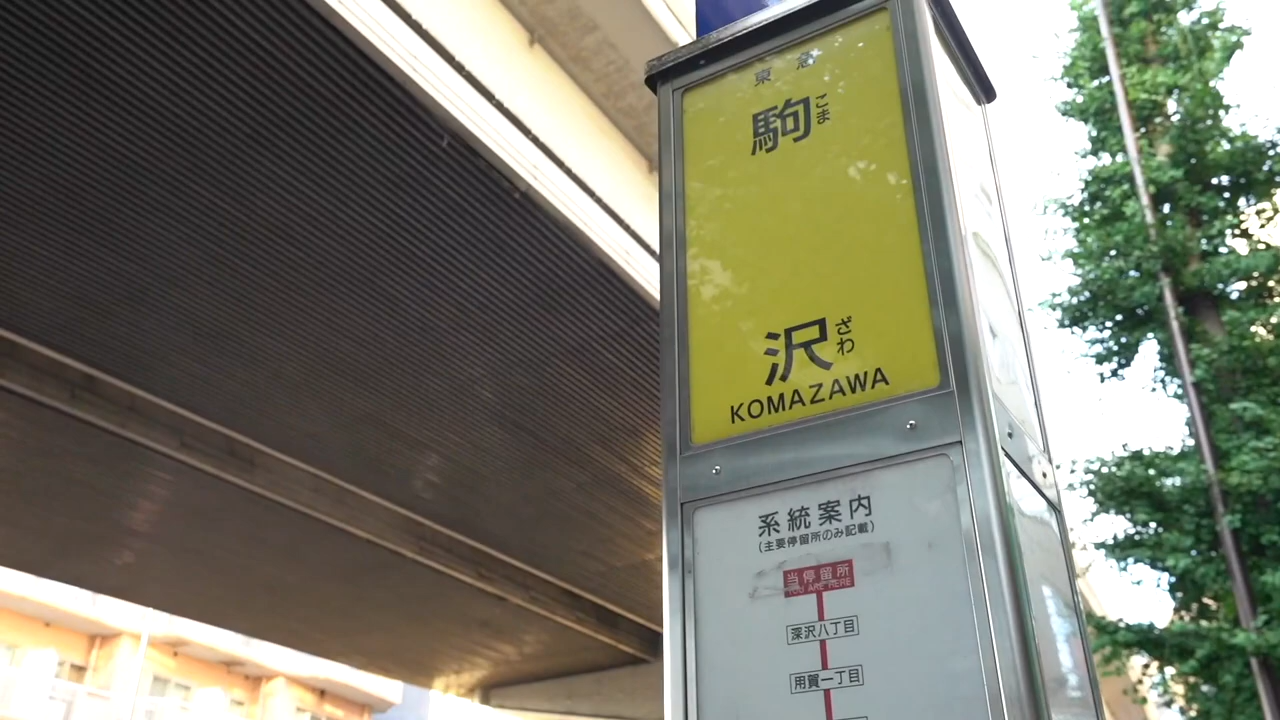 東急
駒
こま
沢
ざわ
KOMAZAWA
系統案内
(主要停留所のみ記載)
当停留所
YOU ARE HERE
深沢八丁目
用賀一丁目